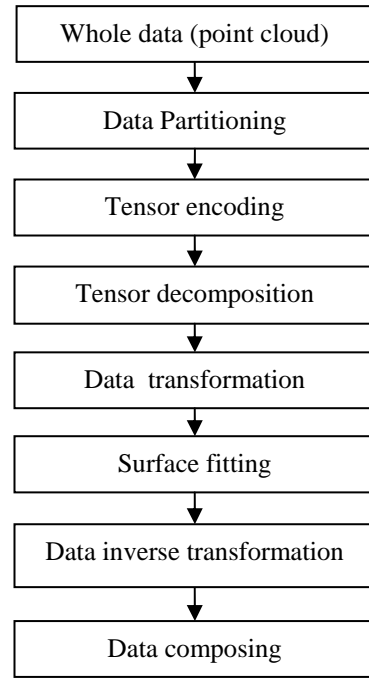 Whole data (point cloud)
Data Partitioning
Tensor encoding
Tensor decomposition
Data transformation
Surface fitting
Data inverse transformation
Data composing